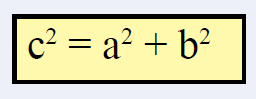 c² = a² + b²